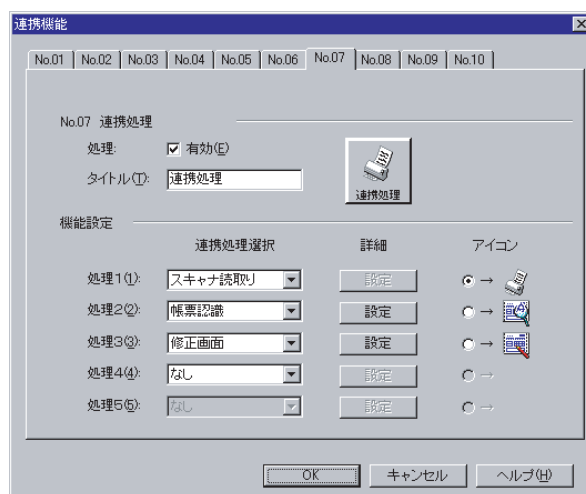 連携機能
No.01 No.02 No.03 No.04 No.05 No.06 No.07 No.08 No.09 No.10
No.07 連携処理
処理: 有効(E)
タイトル(T): 連携処理
連携処理
機能設定
連携処理選択 詳細 アイコン
処理1(1): スキャナ読取り 設定 →
処理2(2): 帳票認識 設定 →
処理3(3): 修正画面 設定 →
処理4(4): なし 設定 →
処理5(5): なし 設定 →
OK キャンセル ヘルプ(H)